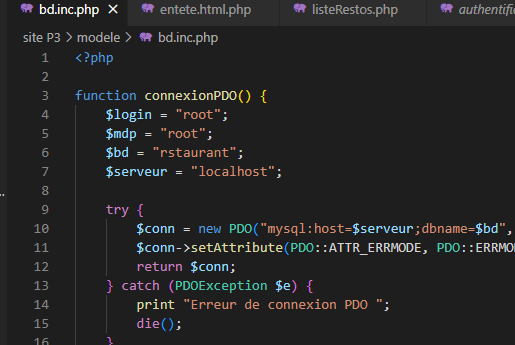 bd.inc.php × entete.html.php listeRestos.php authentifi
site P3 > modele > bd.inc.php
1 <?php
2
3 function connexionPDO() {
4 $login = "root";
5 $mdp = "root";
6 $bd = "rstaurant";
7 $serveur = "localhost";
8
9 try {
10 $conn = new PDO("mysql:host=$serveur;dbname=$bd",
11 $conn->setAttribute(PDO::ATTR_ERRMODE, PDO::ERRMO
12 return $conn;
13 } catch (PDOException $e) {
14 print "Erreur de connexion PDO ";
15 die();
16 }